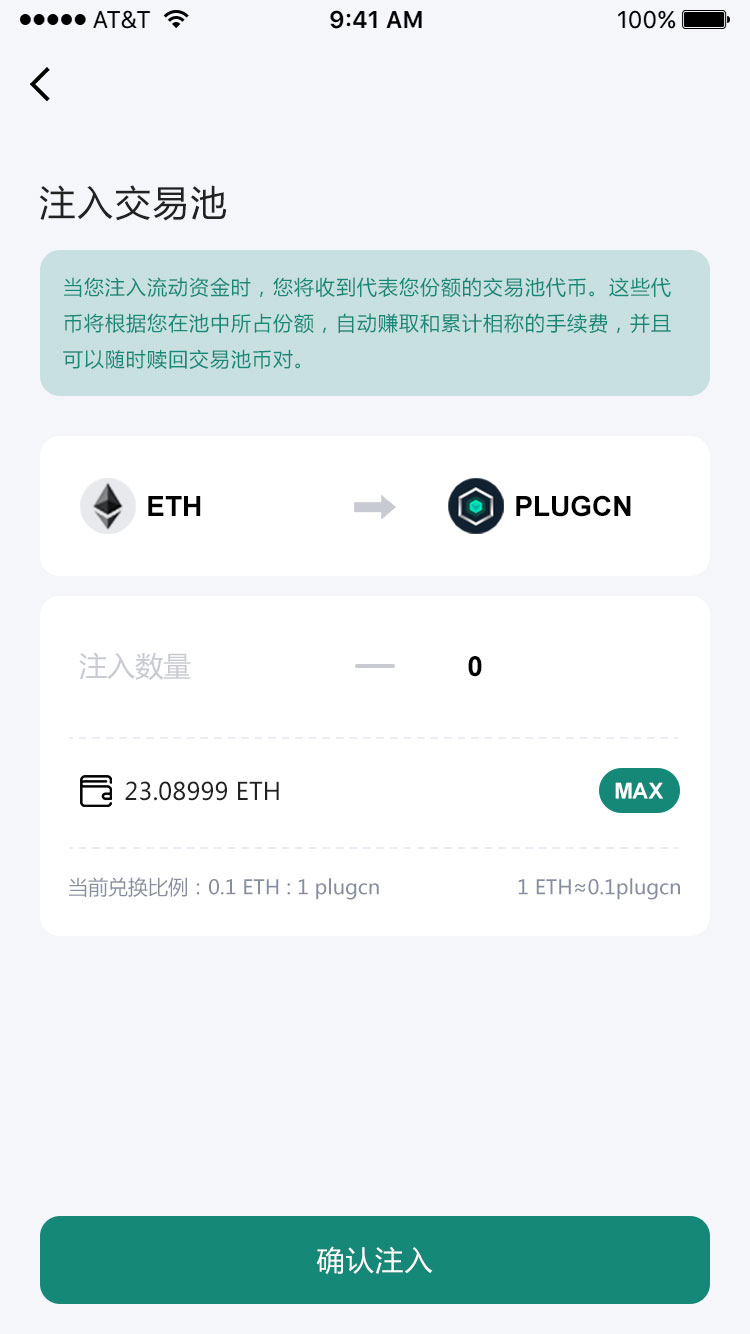 AT&T 9:41 AM 100%
注入交易池
当您注入流动资金时，您将收到代表您份额的交易池代币。这些代
币将根据您在池中所占份额，自动赚取和累计相称的手续费，并且
可以随时赎回交易池币对。
ETH PLUGCN
注入数量 — 0
23.08999 ETH MAX
当前兑换比例：0.1 ETH : 1 plugcn 1 ETH≈0.1plugcn
确认注入